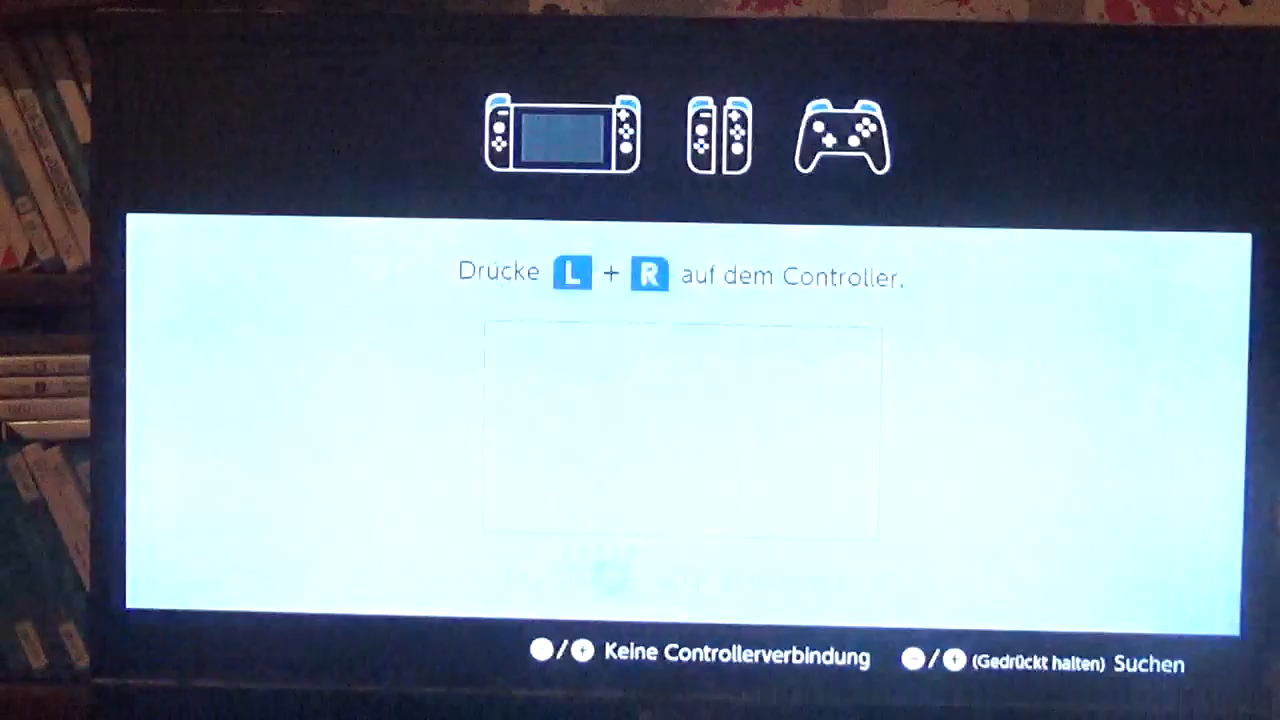 Drücke L + R auf dem Controller.
-/+ Keine Controllerverbindung
-/+ (Gedrückt halten) Suchen